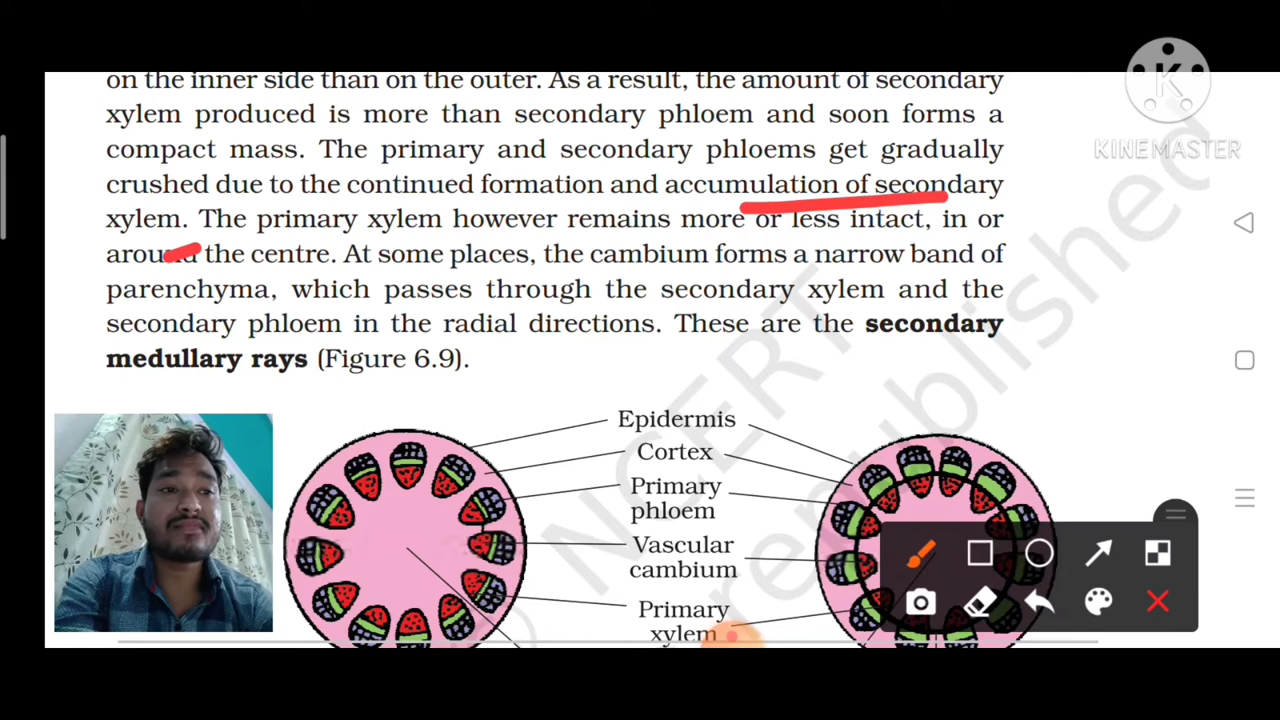 on the inner side than on the outer. As a result, the amount of secondary
xylem produced is more than secondary phloem and soon forms a
compact mass. The primary and secondary phloems get gradually
crushed due to the continued formation and accumulation of secondary
xylem. The primary xylem however remains more or less intact, in or
around the centre. At some places, the cambium forms a narrow band of
parenchyma, which passes through the secondary xylem and the
secondary phloem in the radial directions. These are the secondary
medullary rays (Figure 6.9).
Epidermis
Cortex
Primary
phloem
Vascular
cambium
Primary
xylem
K
KINEMASTER
© NCERT
republished